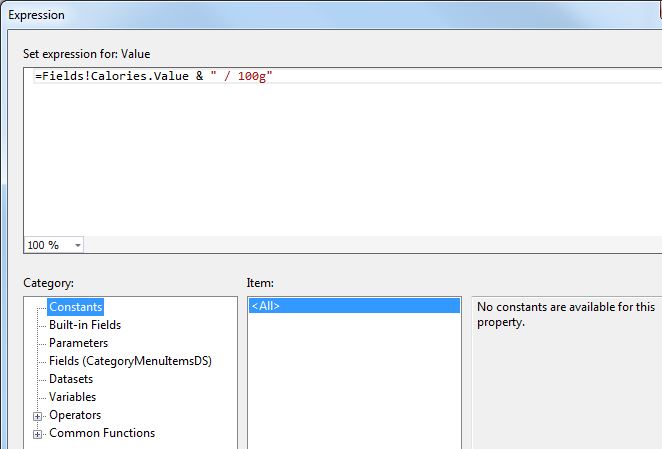 Expression
Set expression for: Value
=Fields!Calories.Value & " / 100g"
100 %
Category:
Item:
Constants
<All>
No constants are available for this
property.
Built-in Fields
Parameters
Fields (CategoryMenuItemsDS)
Datasets
Variables
Operators
Common Functions